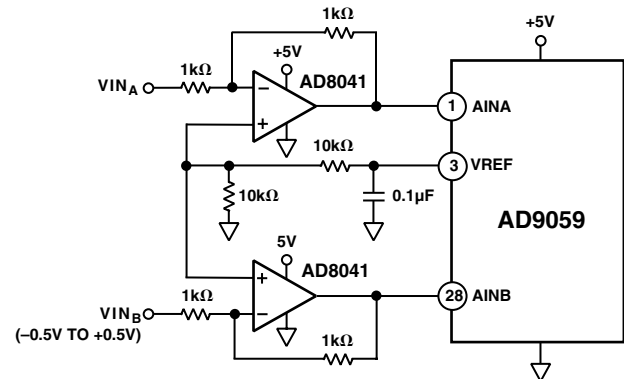 1kΩ
+5V
+5V
1kΩ
AD8041
VINA
–
+
1
AINA
10kΩ
3
VREF
10kΩ
0.1μF
AD9059
5V
AD8041
+
–
1kΩ
28
AINB
VINB
(–0.5V TO +0.5V)
1kΩ